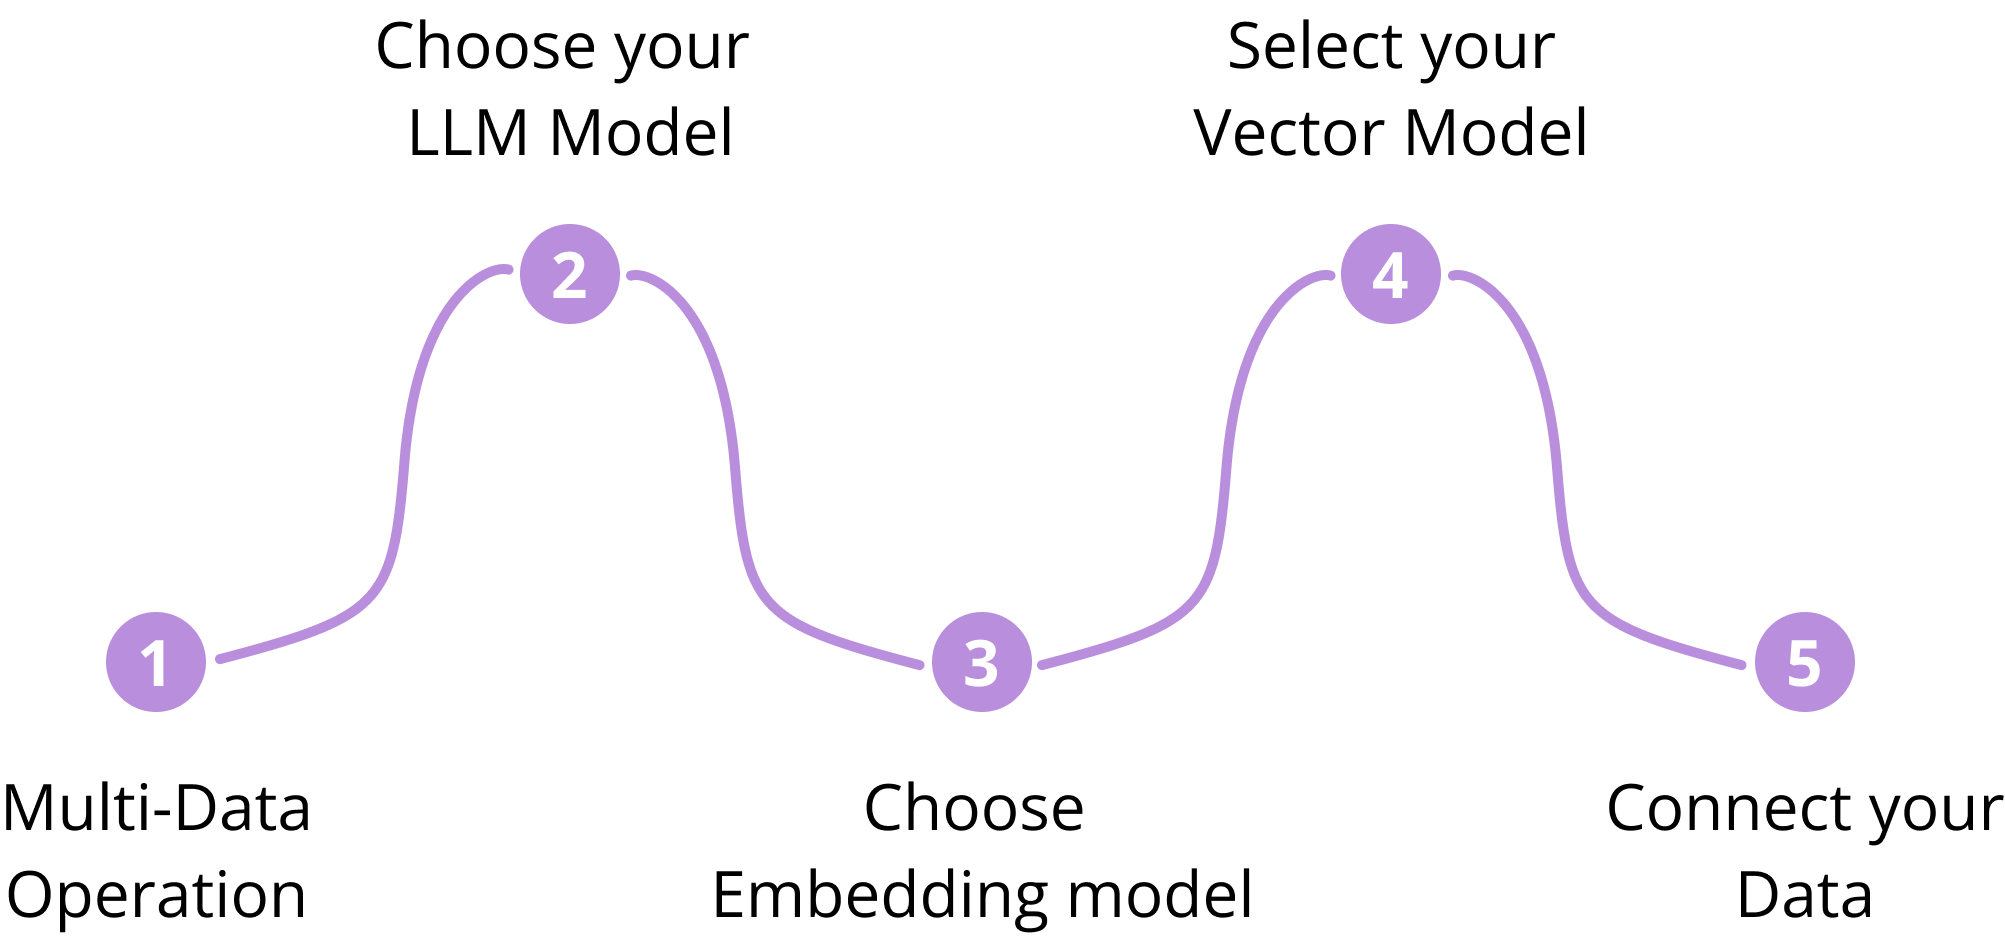 Choose your
LLM Model
Select your
Vector Model
2
4
1
3
5
Multi-Data
Operation
Choose
Embedding model
Connect your
Data